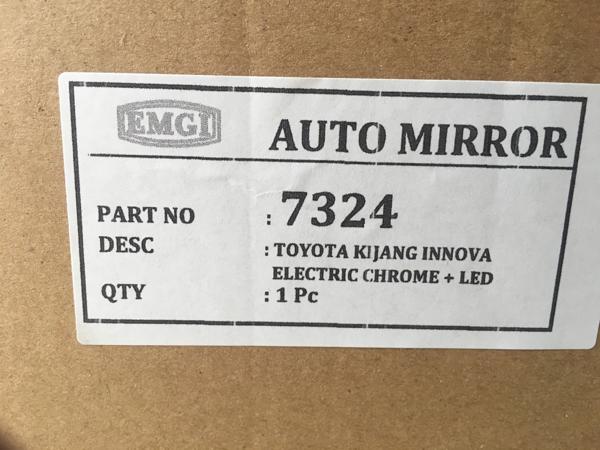 EMGI AUTO MIRROR
PART NO : 7324
DESC : TOYOTA KIJANG INNOVA
ELECTRIC CHROME + LED
QTY : 1 Pc